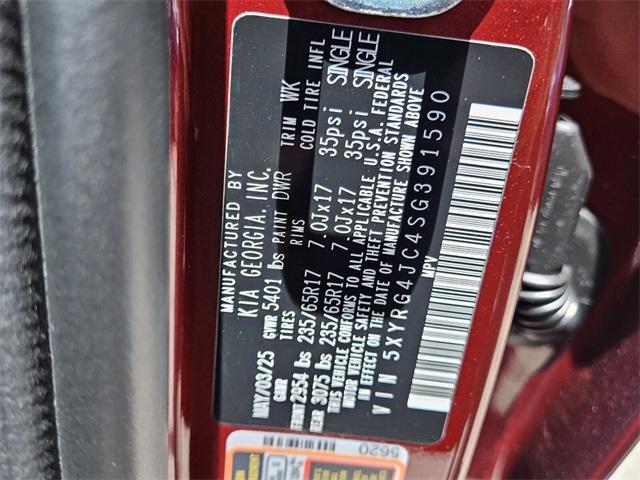 MANUFACTURED BY
KIA GEORGIA, INC.
MAY/03/25 GVWR 5401 lbs PAINT DWR TRIM WK
GAWR TIRES RIMS COLD TIRE INFL
FRONT 2954 lbs 235/65R17 7.0Jx17 35psi SINGLE
REAR 3075 lbs 235/65R17 7.0Jx17 35psi SINGLE
THIS VEHICLE CONFORMS TO ALL APPLICABLE U.S.A. FEDERAL
MOTOR VEHICLE SAFETY AND THEFT PREVENTION STANDARDS
IN EFFECT ON THE DATE OF MANUFACTURE SHOWN ABOVE
VIN 5XYRG4JC4SG391590
MPV
5620